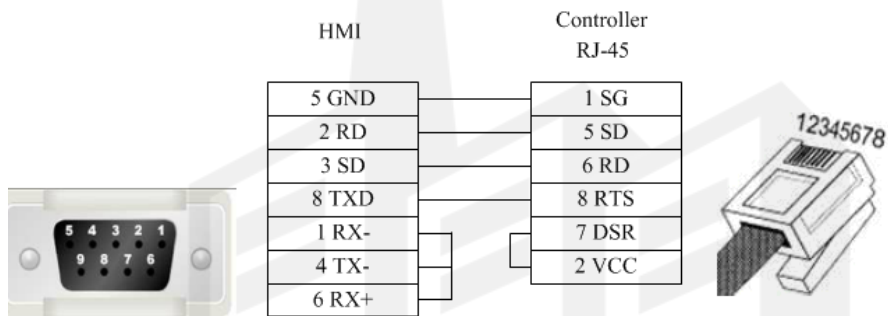 HMI
Controller
RJ-45
5 GND 1 SG
2 RD 5 SD
3 SD 6 RD
8 TXD 8 RTS
1 RX- 7 DSR
4 TX- 2 VCC
6 RX+
5 4 3 2 1
9 8 7 6
12345678